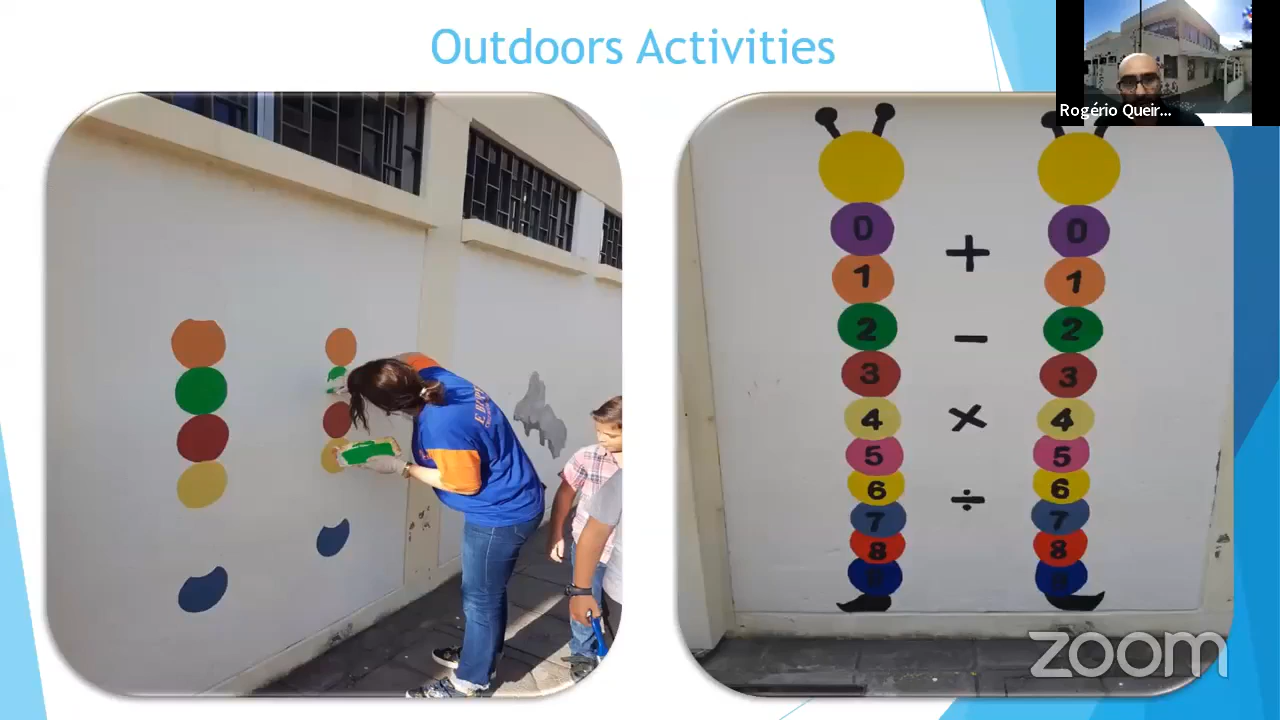 Outdoors Activities
Rogério Queir...
0 + 0
1 1
2 - 2
3 3
4 × 4
5 5
6 6
÷
7 7
8 8
zoom